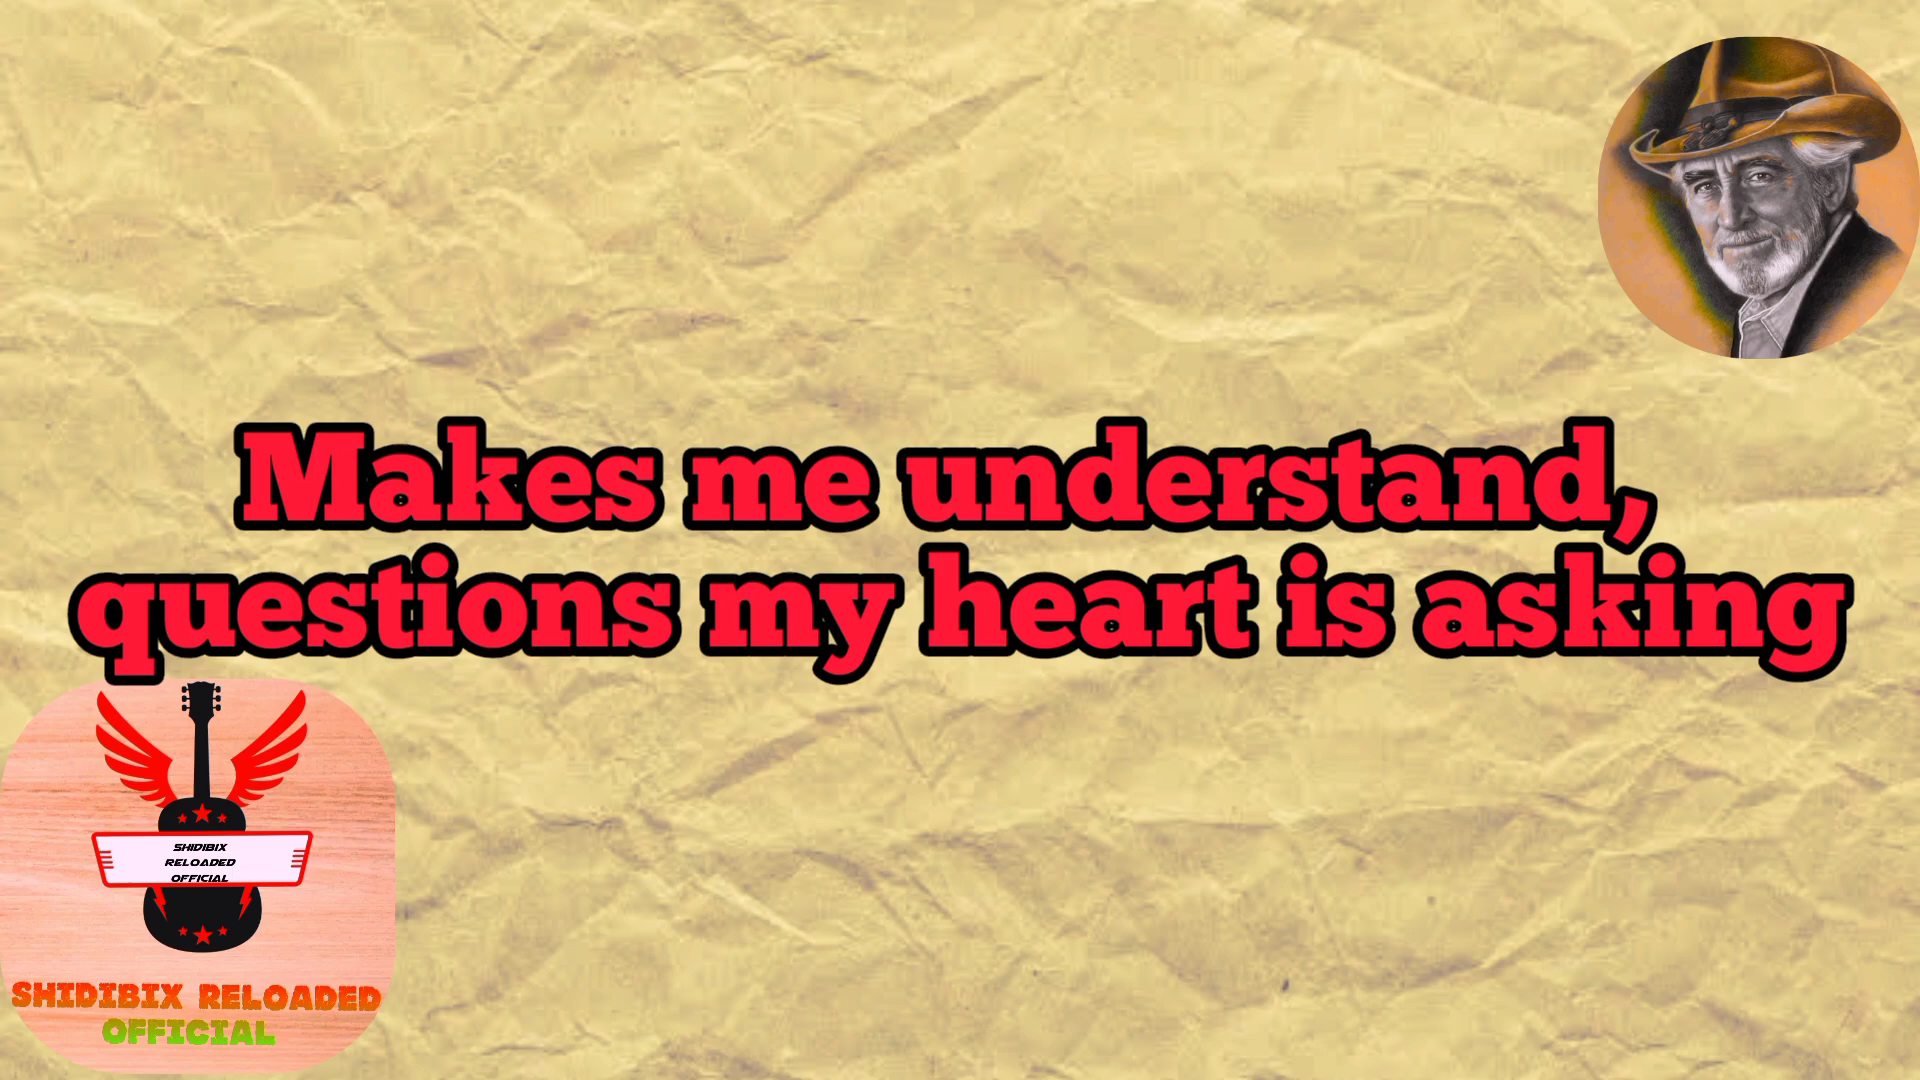 Makes me understand,
questions my heart is asking
SHIDIBIX
RELOADED
OFFICIAL
SHIDIBIX RELOADED
OFFICIAL